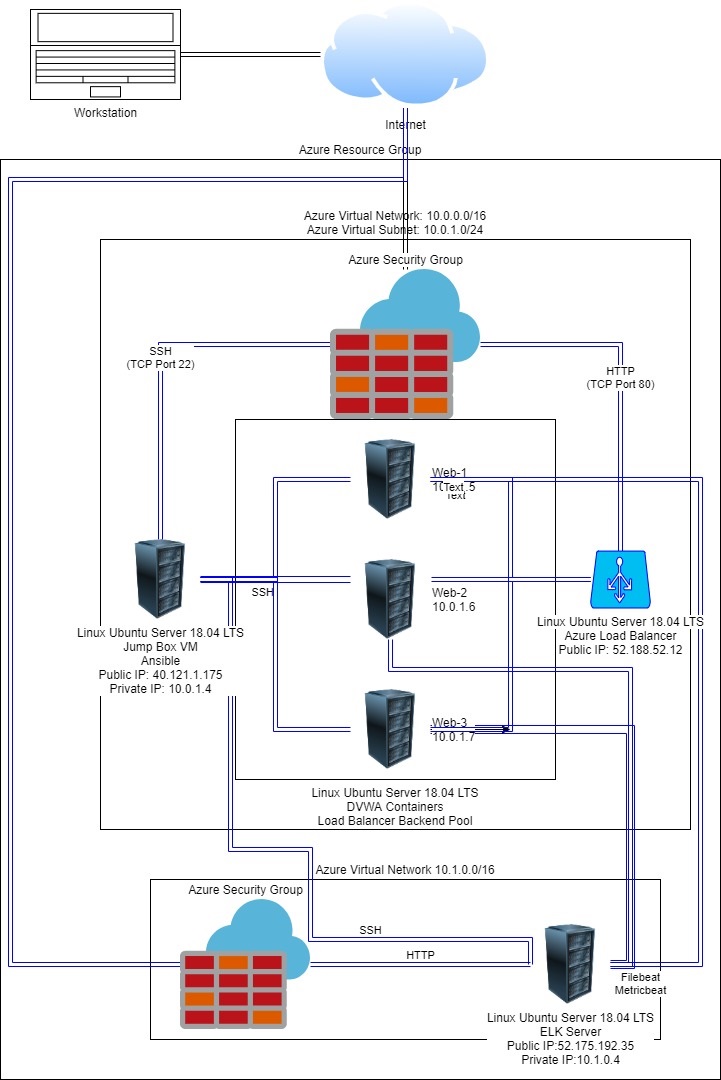 Workstation
Internet
Azure Resource Group
Azure Virtual Network: 10.0.0.0/16
Azure Virtual Subnet: 10.0.1.0/24
Azure Security Group
SSH
(TCP Port 22)
HTTP
(TCP Port 80)
Web-1
Text.5
Text
SSH
Web-2
10.0.1.6
Linux Ubuntu Server 18.04 LTS
Jump Box VM
Ansible
Public IP: 40.121.1.175
Private IP: 10.0.1.4
Linux Ubuntu Server 18.04 LTS
Azure Load Balancer
Public IP: 52.188.52.12
Web-3
10.0.1.7
Linux Ubuntu Server 18.04 LTS
DVWA Containers
Load Balancer Backend Pool
Azure Virtual Network 10.1.0.0/16
Azure Security Group
SSH
HTTP
Filebeat
Metricbeat
Linux Ubuntu Server 18.04 LTS
ELK Server
Public IP:52.175.192.35
Private IP:10.1.0.4